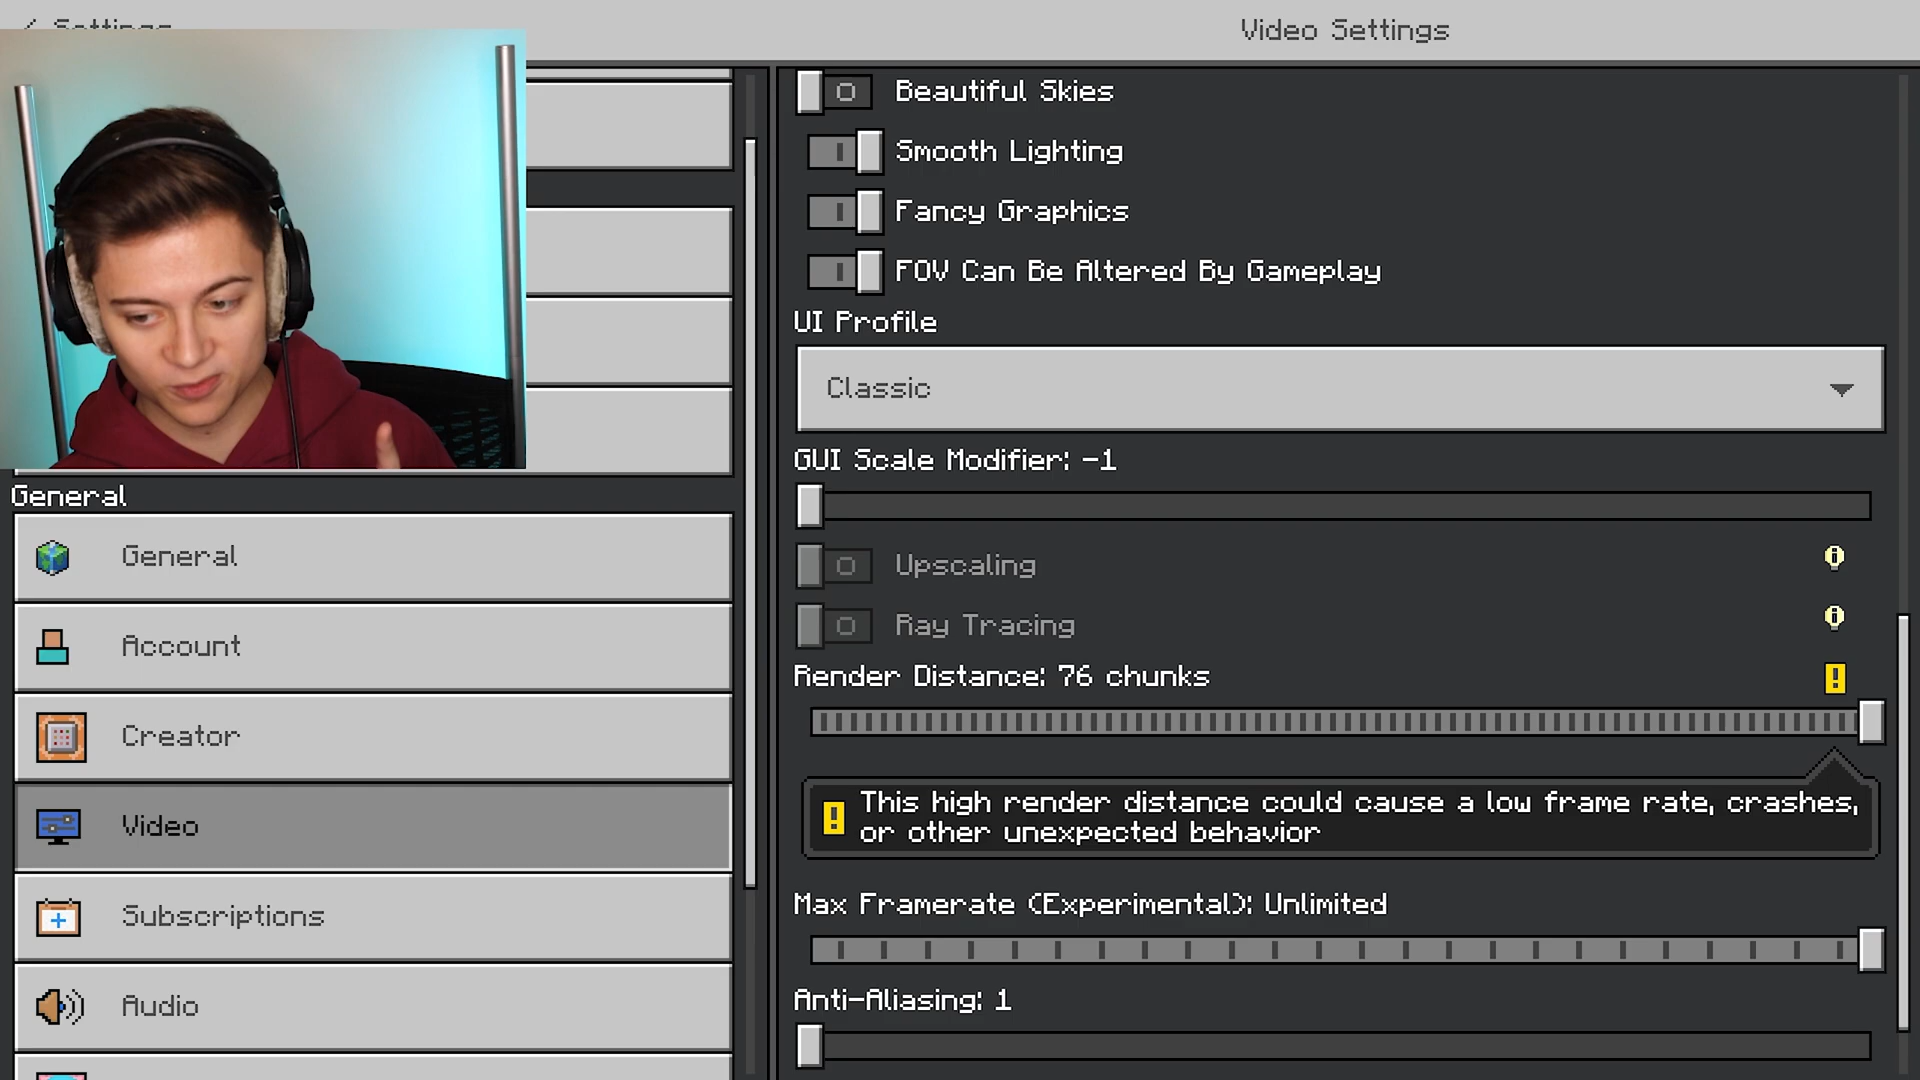 Settings
Video Settings
Beautiful Skies
Smooth Lighting
Fancy Graphics
FOV Can Be Altered By Gameplay
UI Profile
Classic
GUI Scale Modifier: -1
Upscaling
Ray Tracing
Render Distance: 76 chunks
This high render distance could cause a low frame rate, crashes,
or other unexpected behavior
Max Framerate (Experimental): Unlimited
Anti-Aliasing: 1
General
General
Account
Creator
Video
Subscriptions
Audio